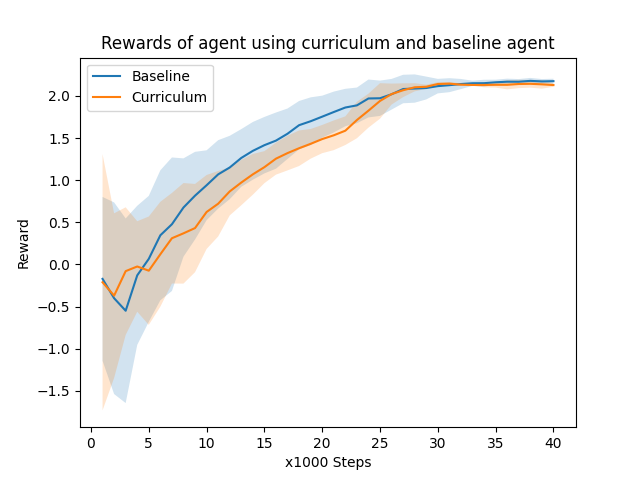 Rewards of agent using curriculum and baseline agent
Baseline
Curriculum
Reward
2.0
1.5
1.0
0.5
0.0
−0.5
−1.0
−1.5
0 5 10 15 20 25 30 35 40
x1000 Steps